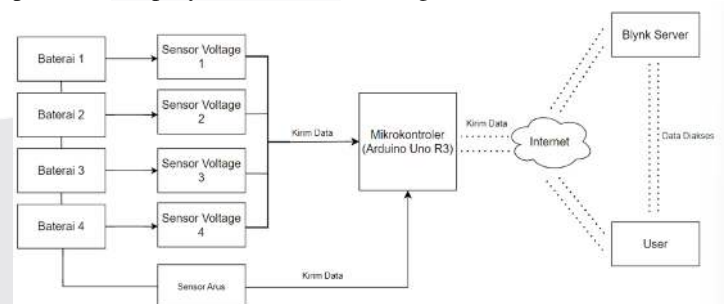 Baterai 1
Sensor Voltage
1
Baterai 2
Sensor Voltage
2
Baterai 3
Sensor Voltage
3
Baterai 4
Sensor Voltage
4
Sensor Arus
Kirim Data
Kirim Data
Mikrokontroler
(Arduino Uno R3)
Kirim Data
Internet
Blynk Server
Data Diakses
User